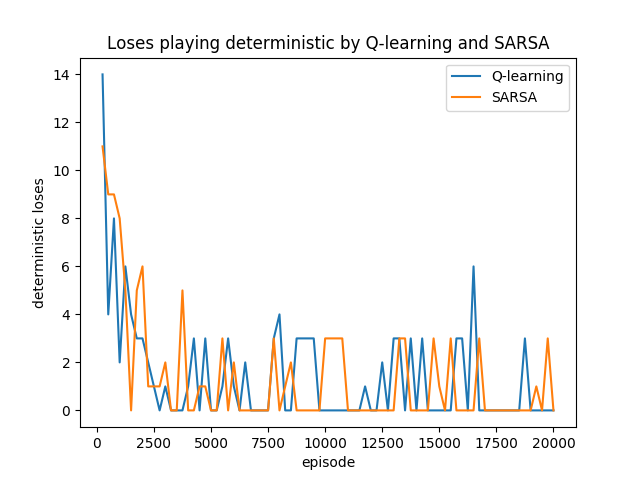 Loses playing deterministic by Q-learning and SARSA
Q-learning
SARSA
deterministic loses
14
12
10
8
6
4
2
0
0 2500 5000 7500 10000 12500 15000 17500 20000
episode